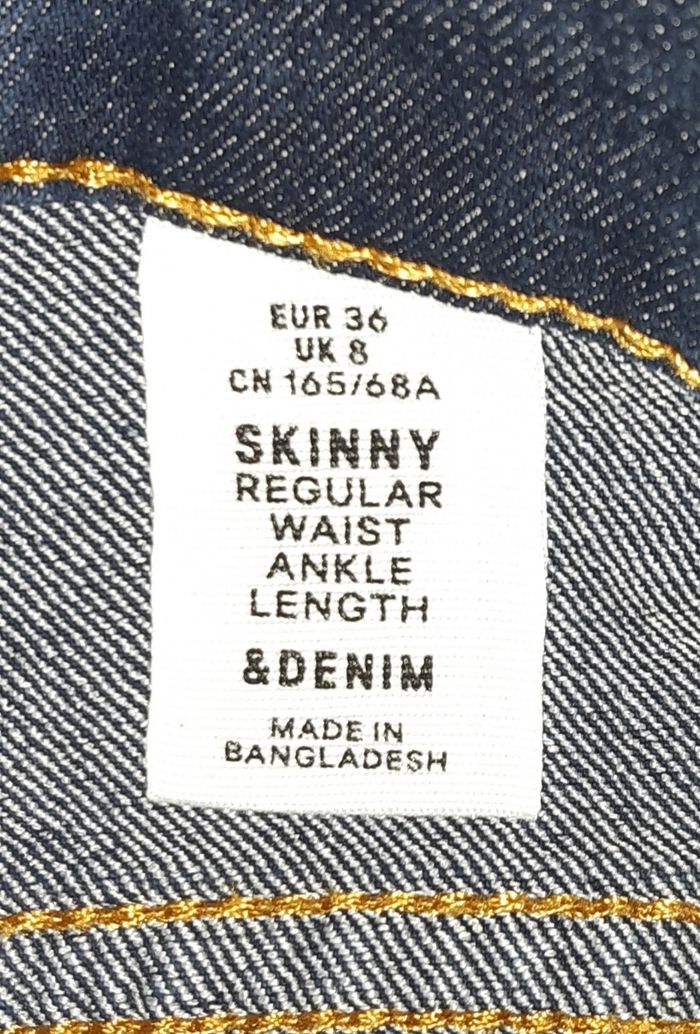 EUR 36
UK 8
CN 165/68A
SKINNY
REGULAR
WAIST
ANKLE
LENGTH
&DENIM
MADE IN
BANGLADESH